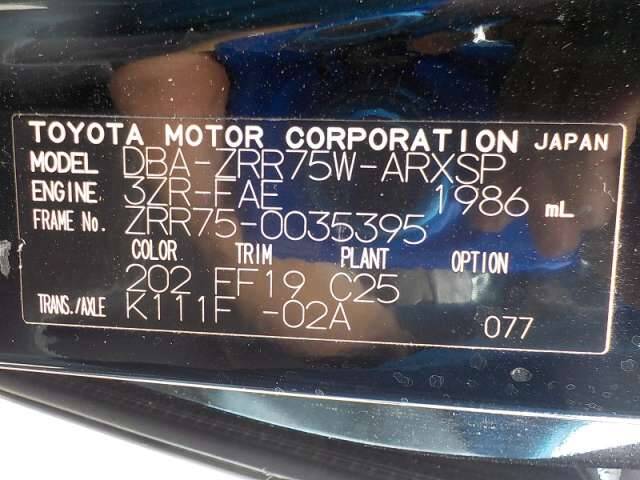 TOYOTA MOTOR CORPORATION JAPAN
MODEL DBA-ZRR75W-ARXSP
ENGINE 3ZR-FAE 1986 mL
FRAME No. ZRR75-0035395
COLOR TRIM PLANT OPTION
202 FF19 C25
TRANS./AXLE K111F -02A 077